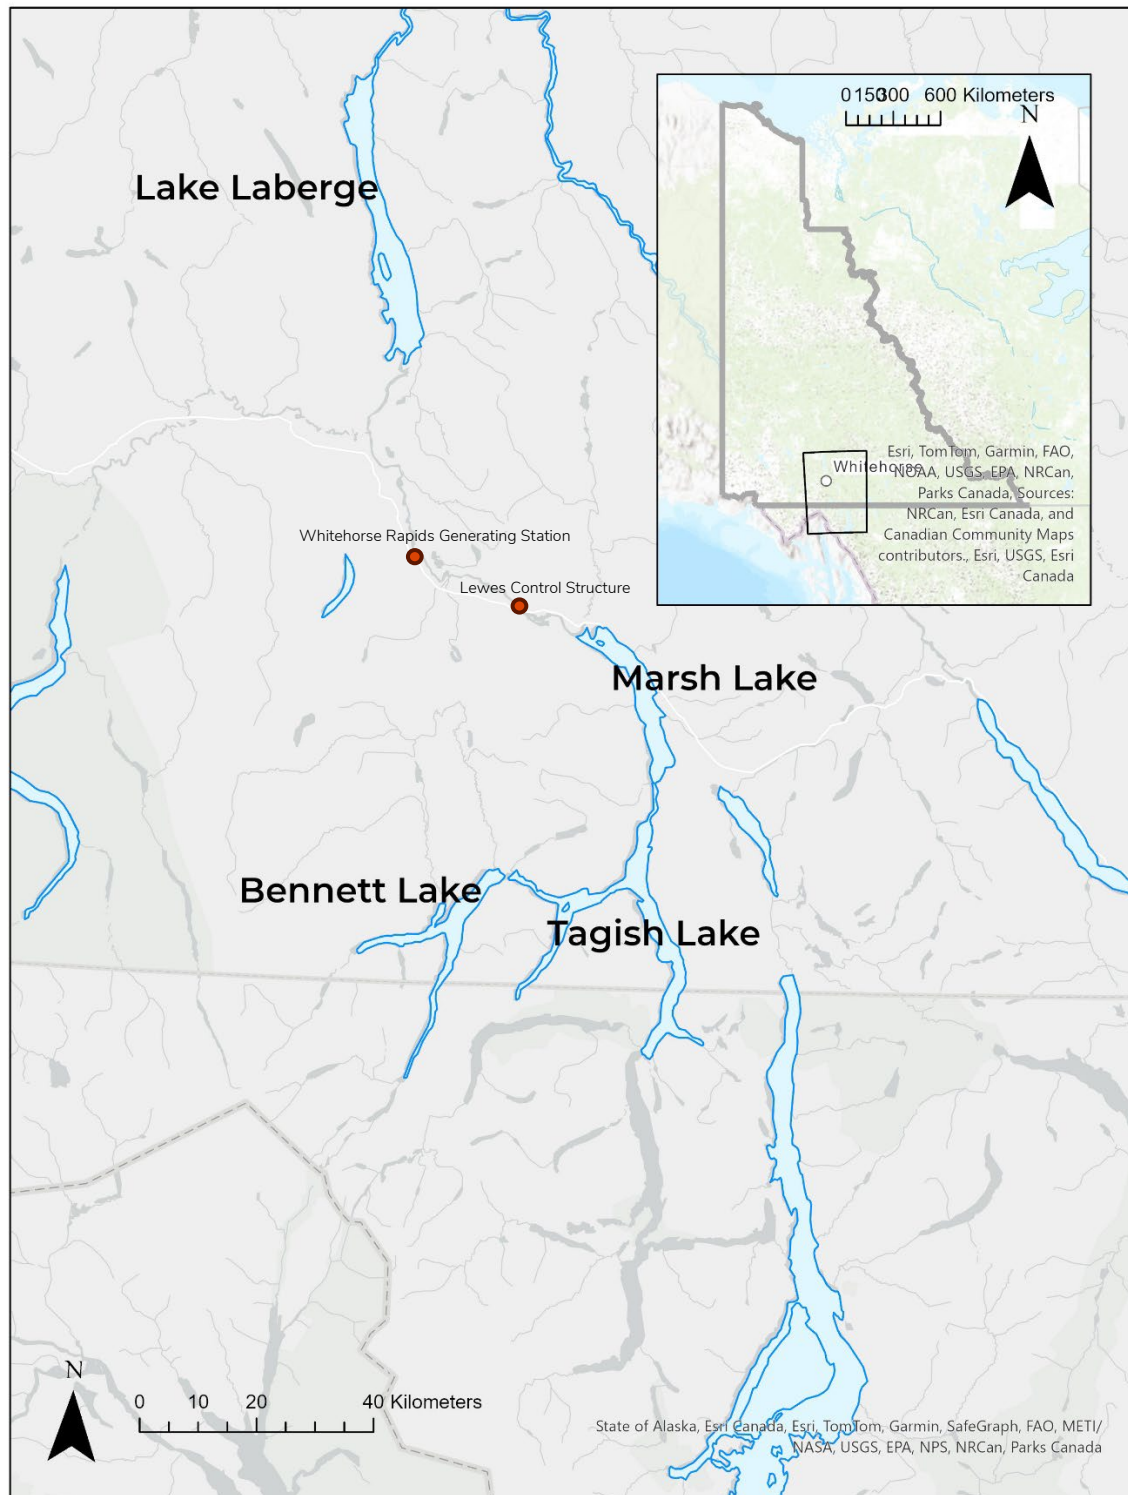 0 150 300 600 Kilometers
N
Lake Laberge
Whitehorse
Esri, TomTom, Garmin, FAO,
NOAA, USGS, EPA, NRCan,
Parks Canada, Sources:
NRCan, Esri Canada, and
Canadian Community Maps
contributors., Esri, USGS, Esri
Canada
Whitehorse Rapids Generating Station
Lewes Control Structure
Marsh Lake
Bennett Lake
Tagish Lake
N
0 10 20 40 Kilometers
State of Alaska, Esri Canada, Esri, TomTom, Garmin, SafeGraph, FAO, METI/
NASA, USGS, EPA, NPS, NRCan, Parks Canada